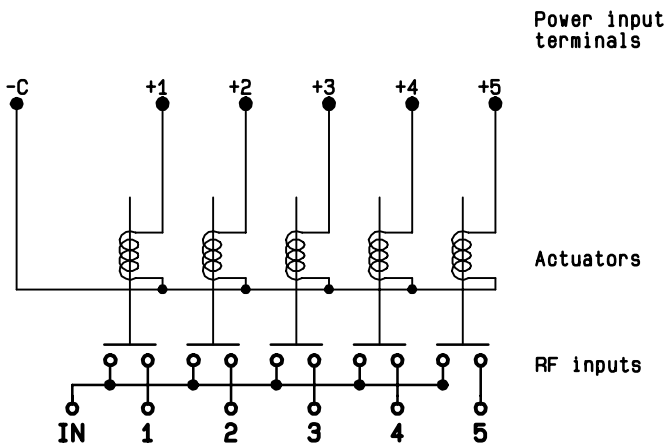 Power input
terminals
-C +1 +2 +3 +4 +5
Actuators
RF inputs
IN 1 2 3 4 5